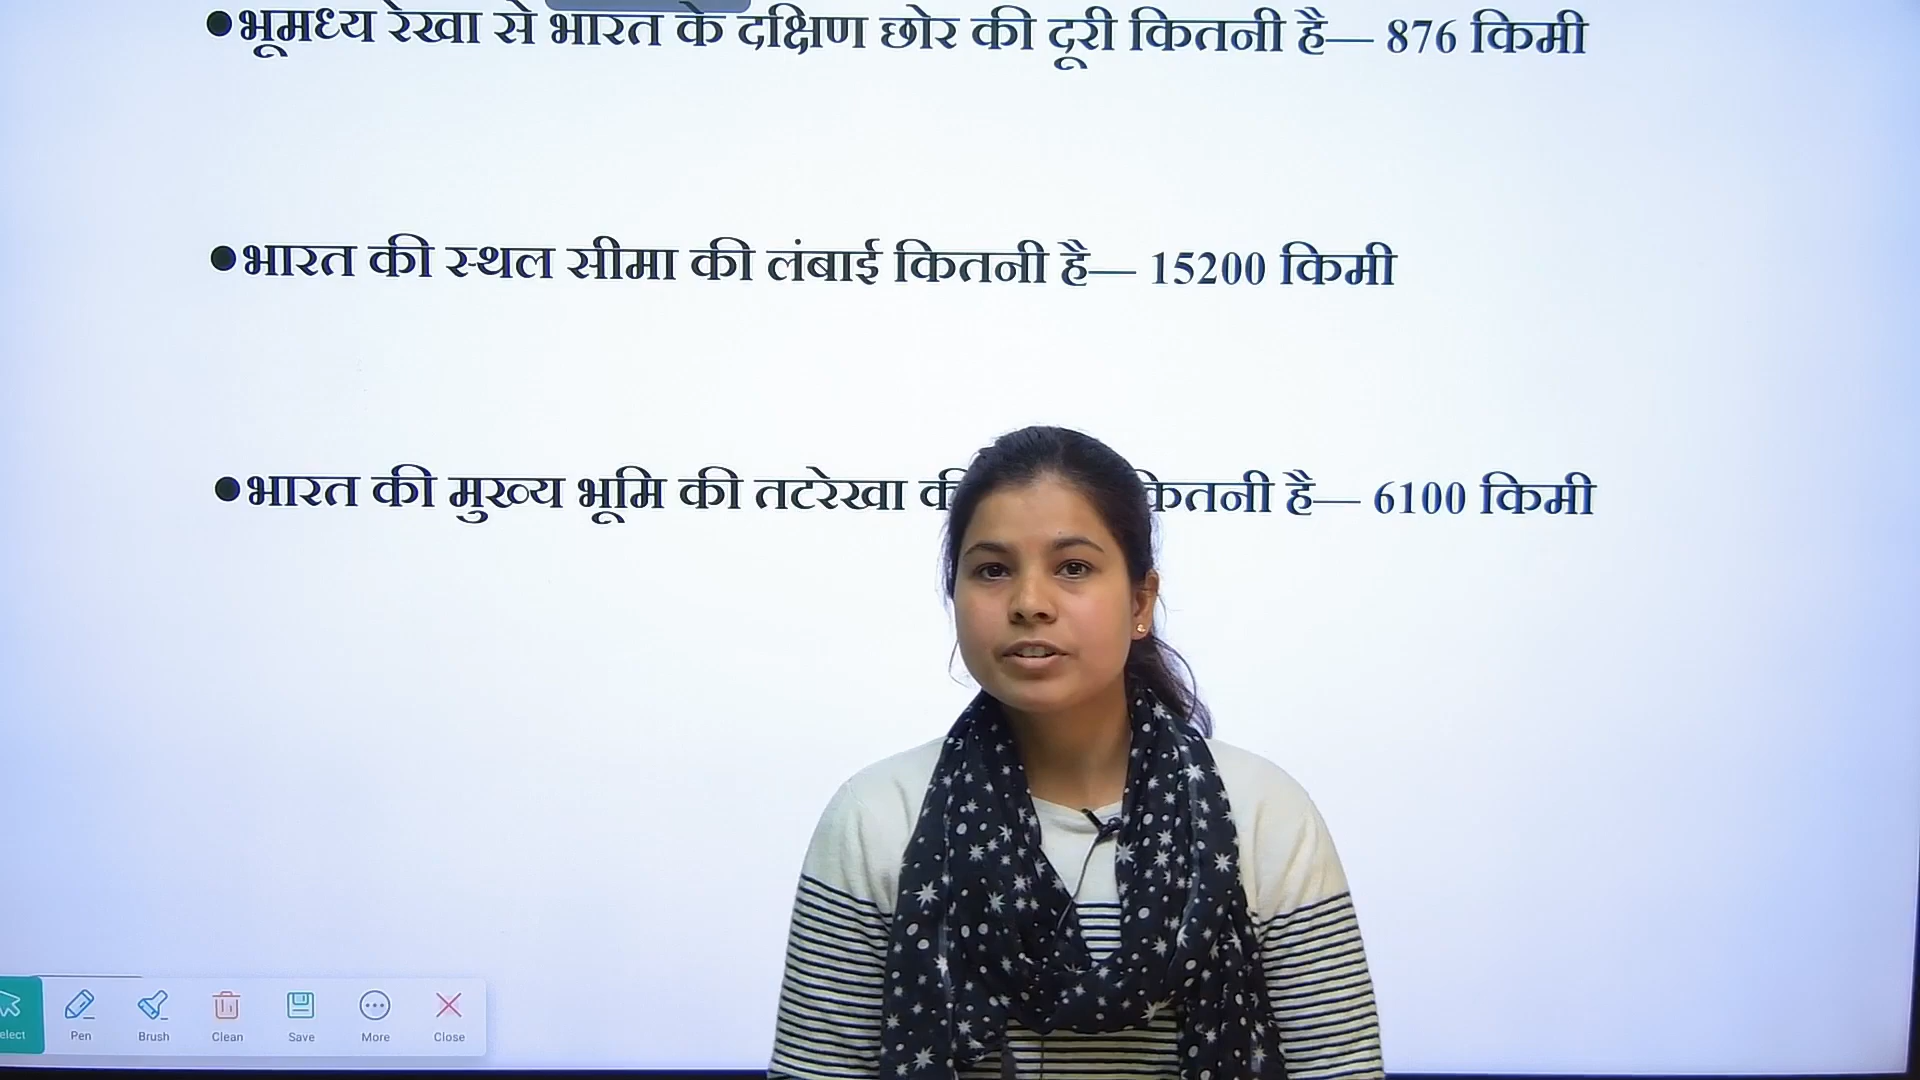 ●भूमध्य रेखा से भारत के दक्षिण छोर की दूरी कितनी है— 876 किमी
●भारत की स्थल सीमा की लंबाई कितनी है— 15200 किमी
●भारत की मुख्य भूमि की तटरेखा की कितनी है— 6100 किमी
elect Pen Brush Clean Save More Close